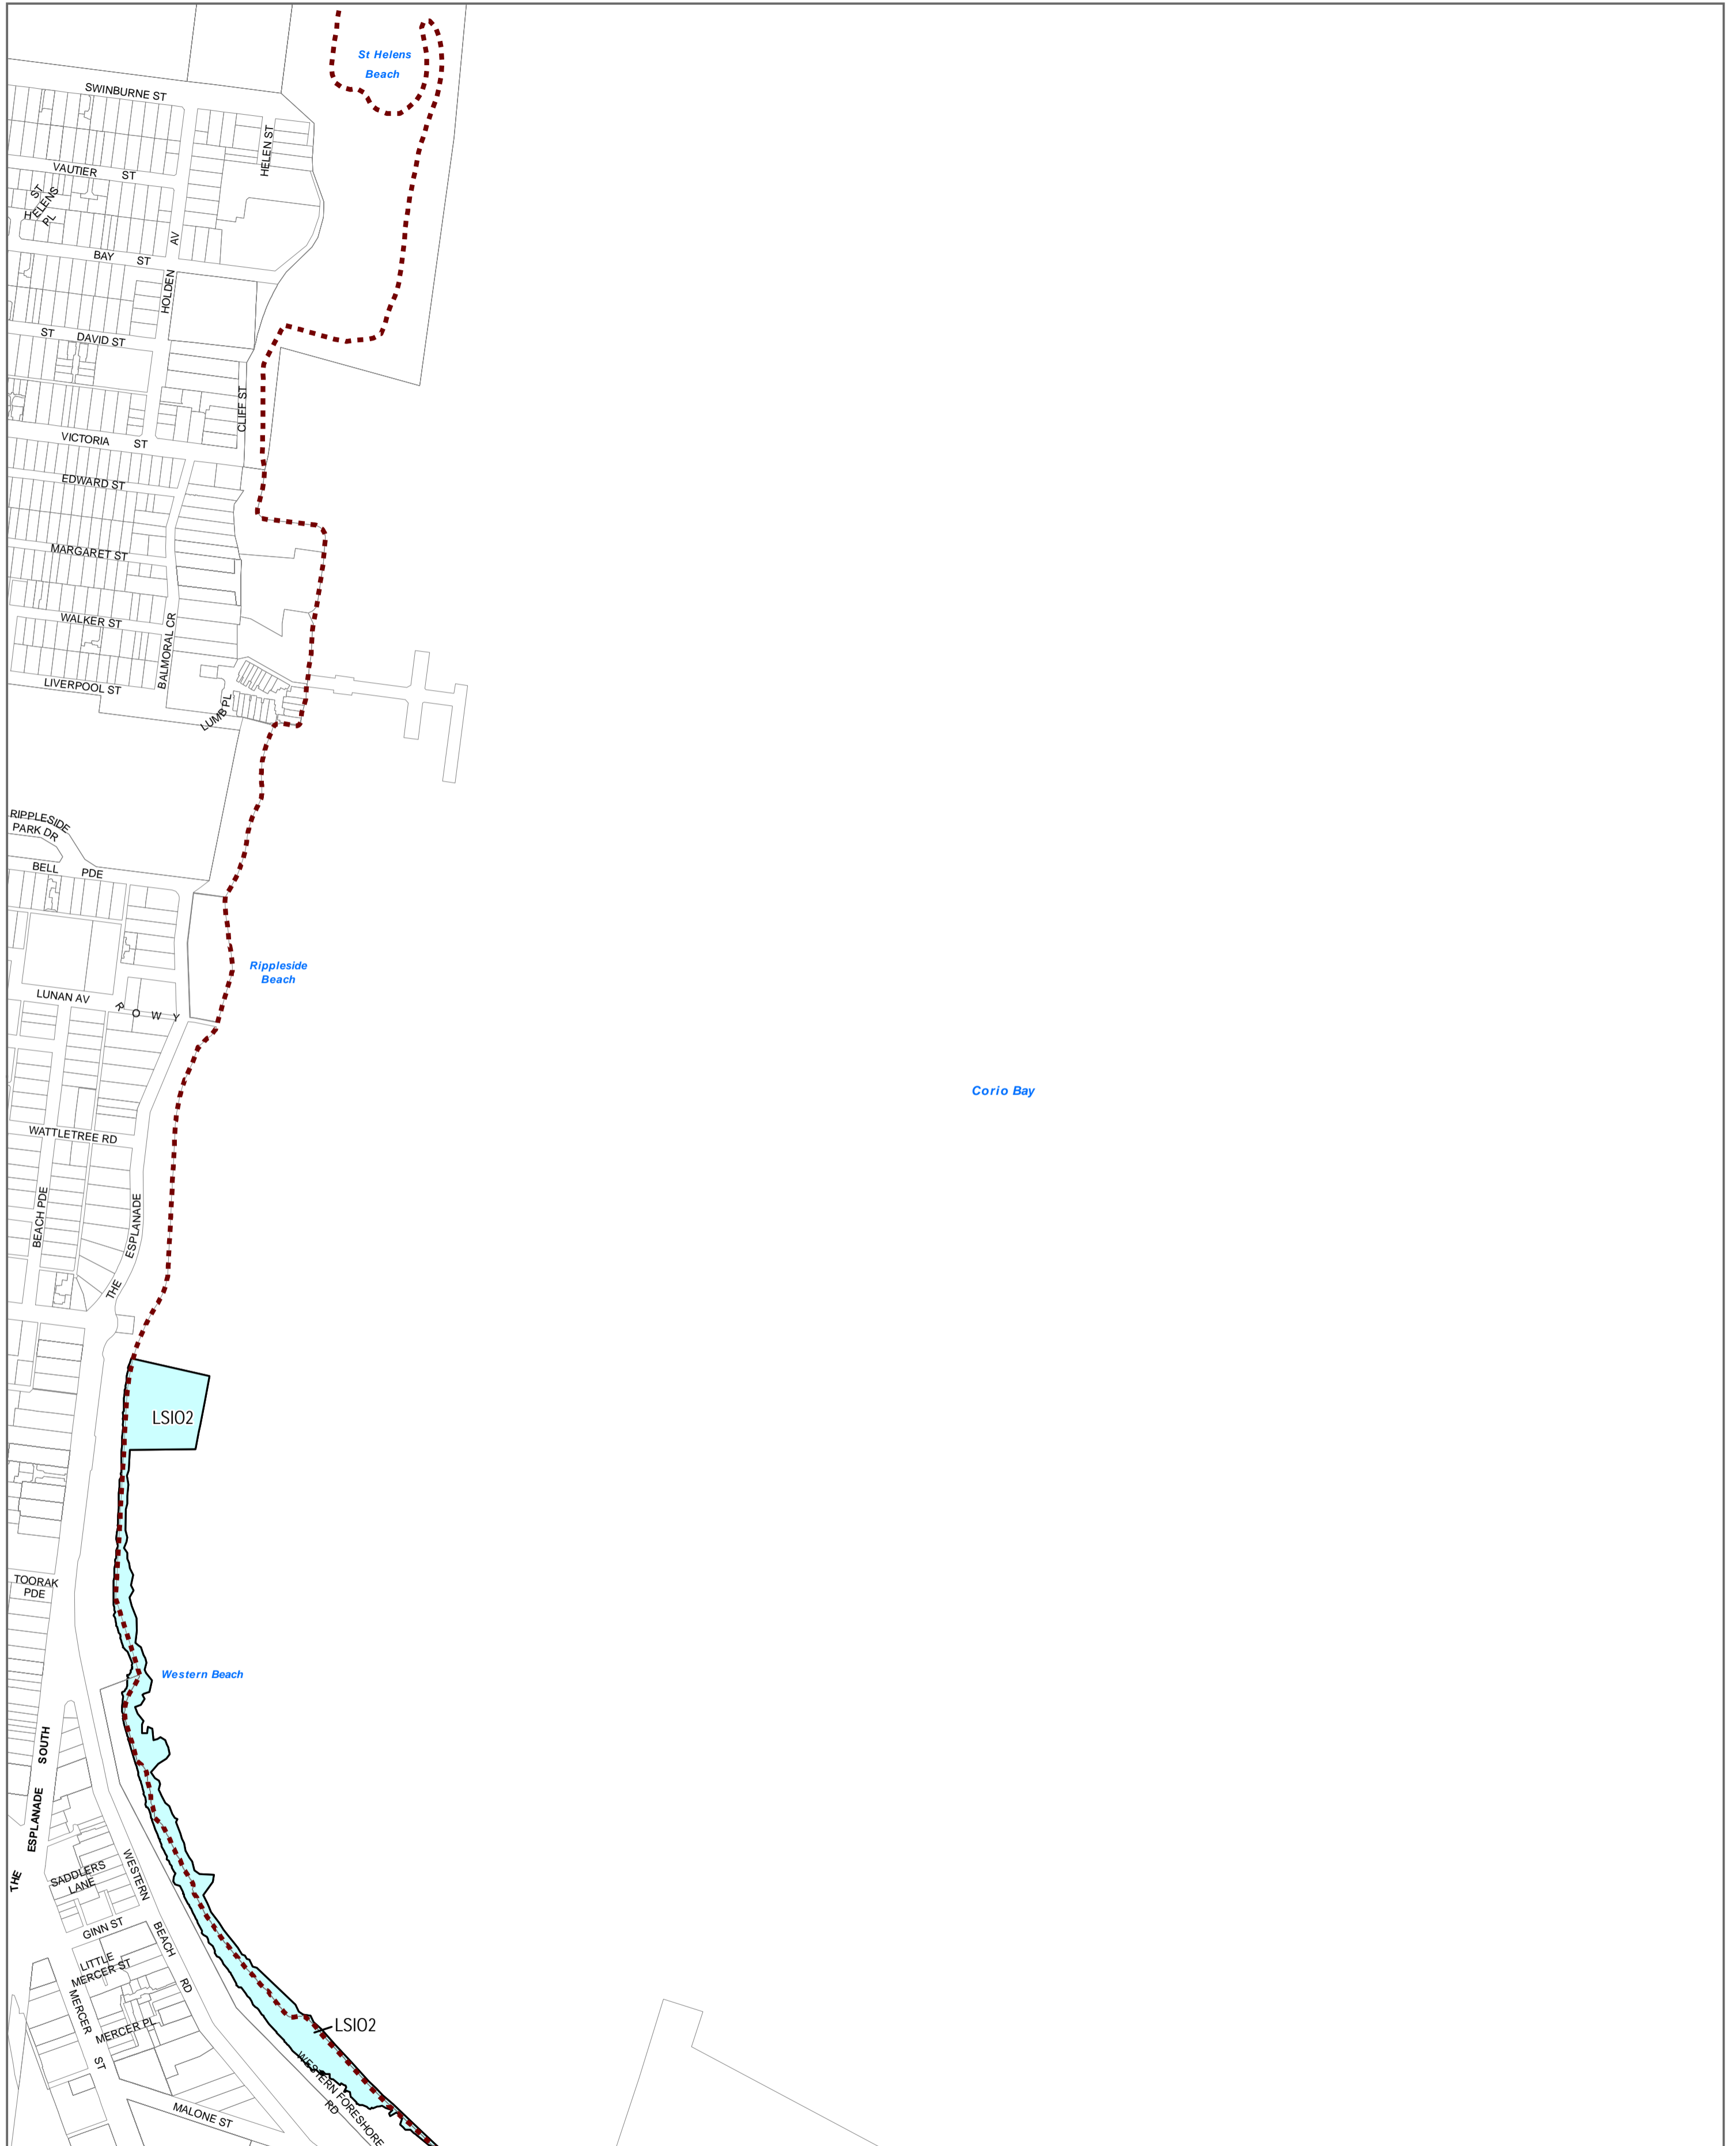 St Helens
Beach
SWINBURNE ST
HELEN ST
VAUTIER ST
ST
HELENS
PL
AV
BAY ST
HOLDEN
ST DAVID ST
CLIFF ST
VICTORIA ST
EDWARD ST
MARGARET ST
WALKER ST
BALMORAL CR
LIVERPOOL ST
LUMB PL
RIPPLESIDE
PARK DR
BELL PDE
Rippleside
Beach
LUNAN AV
ROWY
Corio Bay
WATTLETREE RD
BEACH PDE
THE ESPLANADE
LSIO2
TOORAK
PDE
Western Beach
THE ESPLANADE SOUTH
SADDLERS
LANE
WESTERN BEACH RD
GINN ST
LITTLE
MERCER ST
MERCER ST
MERCER PL
LSIO2
WESTERN FORESHORE
RD
MALONE ST